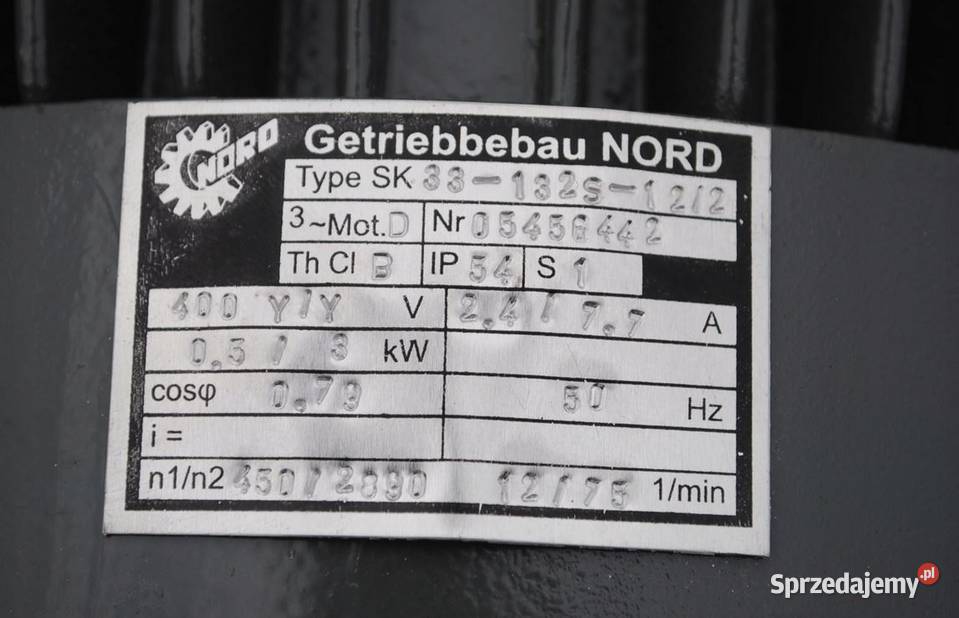 NORD
Getriebbebau NORD
Type SK 33-132S-12/2
3~Mot. D Nr 05456442
Th Cl B IP 54 S 1
400 Y/Y V 2,4 / 7,7 A
0,5 / 3 kW
cosφ 0,79 50 Hz
i =
n1/n2 450/2890 12/75 1/min
Sprzedajemy.pl